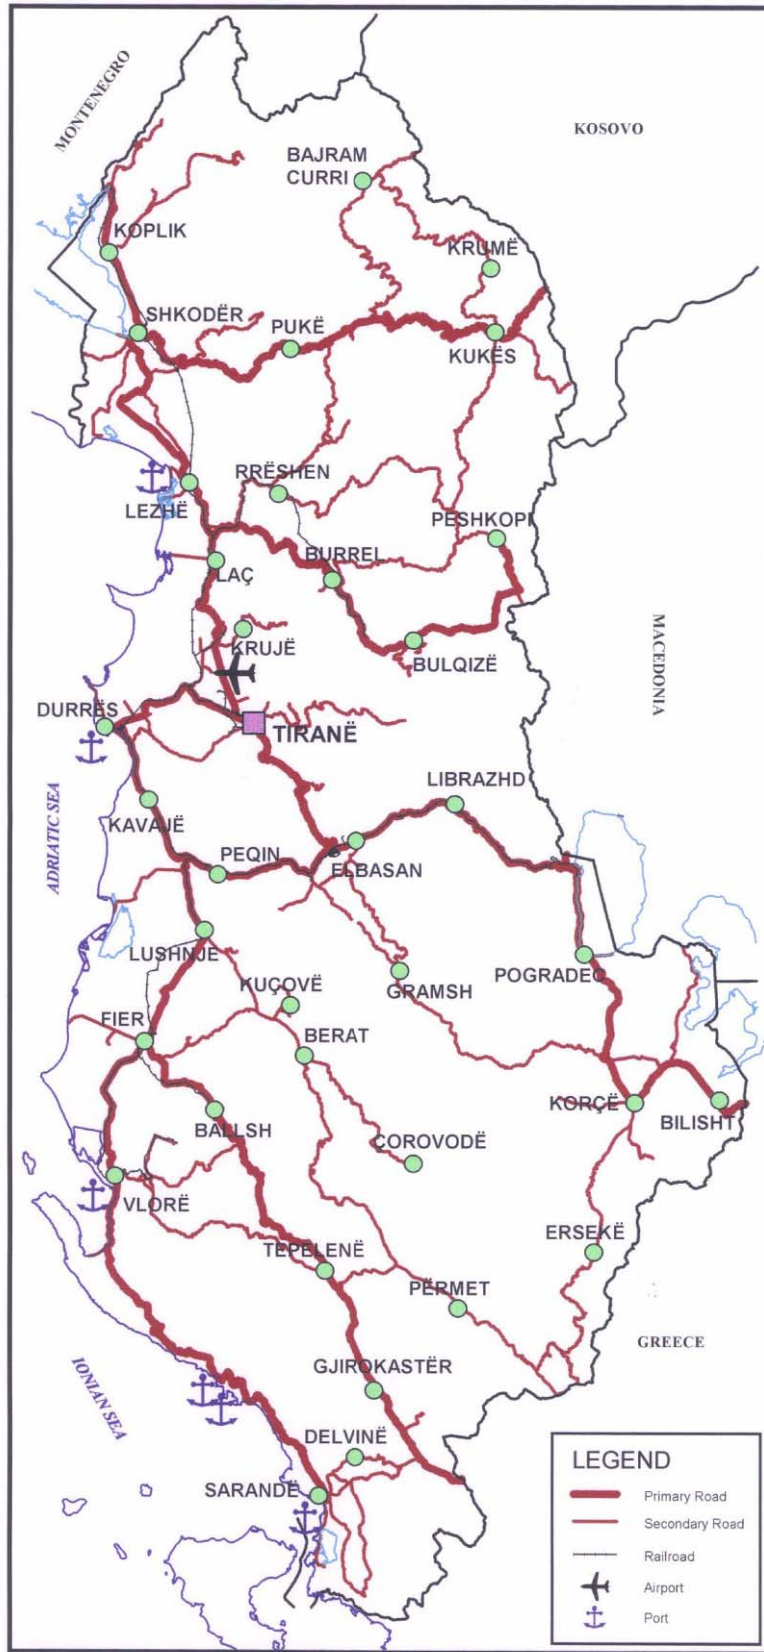 MONTENEGRO
KOSOVO
BAJRAM
CURRI
KOPLIK
KRUMË
SHKODËR
PUKË
KUKËS
RRËSHEN
LEZHË
PESHKOPI
BURREL
LAÇ
KRUJË
BULQIZË
MACEDONIA
DURRËS
TIRANË
LIBRAZHD
KAVAJË
ADRIATIC SEA
PEQIN
ELBASAN
LUSHNJË
POGRADEC
KUÇOVË
GRAMSH
FIER
BERAT
KORÇË
BILISHT
BALLSH
ÇOROVODË
VLORË
ERSEKË
TEPELENË
PËRMET
GREECE
IONIAN SEA
GJIROKASTËR
DELVINË
SARANDË
LEGEND
Primary Road
Secondary Road
Railroad
Airport
Port